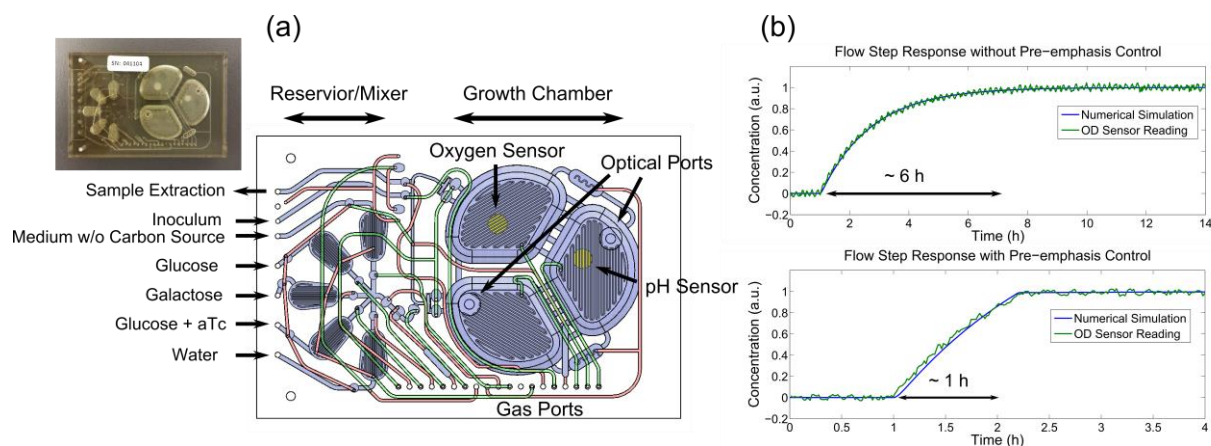 (a)
(b)
SN: 001104
Reservior/Mixer
Growth Chamber
Oxygen Sensor
Optical Ports
Sample Extraction
Inoculum
Medium w/o Carbon Source
Glucose
Galactose
Glucose + aTc
Water
pH Sensor
Gas Ports
Flow Step Response without Pre−emphasis Control
Concentration (a.u.)
1
0.8
0.6
0.4
0.2
0
−0.2
Numerical Simulation
OD Sensor Reading
~ 6 h
0 2 4 6 8 10 12 14
Time (h)
Flow Step Response with Pre−emphasis Control
Concentration (a.u.)
1
0.8
0.6
0.4
0.2
0
−0.2
Numerical Simulation
OD Sensor Reading
~ 1 h
0 0.5 1 1.5 2 2.5 3 3.5 4
Time (h)